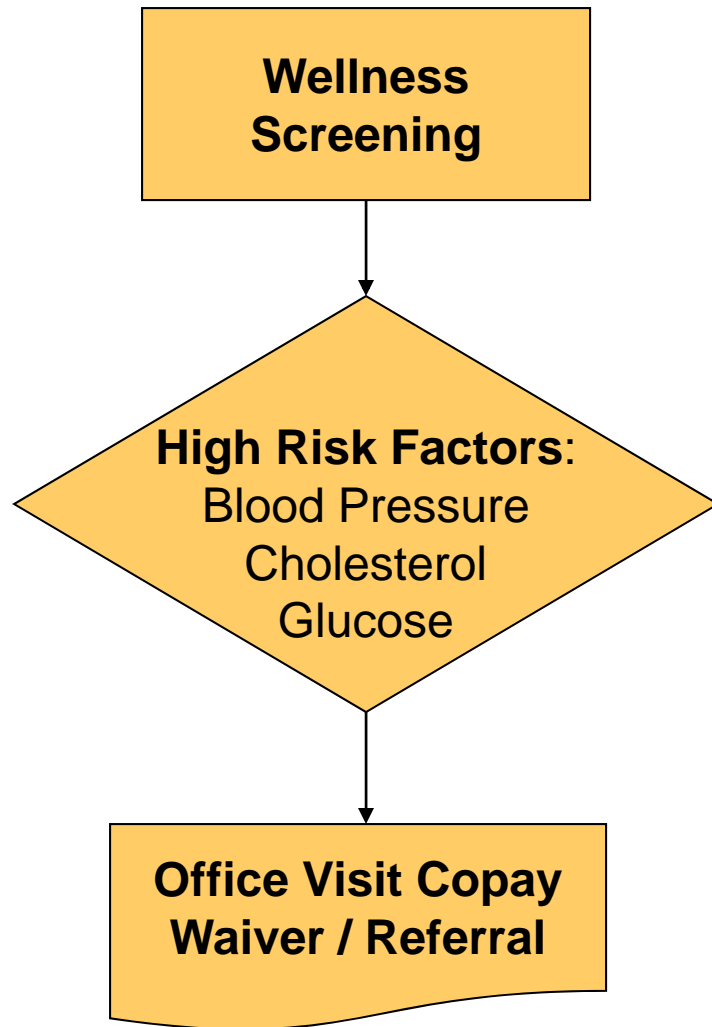 Wellness
Screening
High Risk Factors:
Blood Pressure
Cholesterol
Glucose
Office Visit Copay
Waiver / Referral